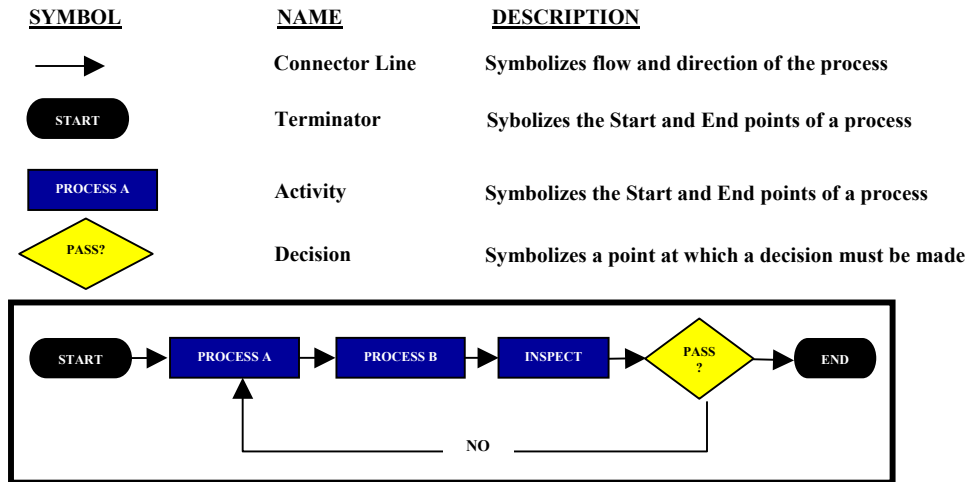 SYMBOL NAME DESCRIPTION
Connector Line Symbolizes flow and direction of the process
START Terminator Sybolizes the Start and End points of a process
PROCESS A Activity Symbolizes the Start and End points of a process
PASS? Decision Symbolizes a point at which a decision must be made
START PROCESS A PROCESS B INSPECT PASS END
?
NO